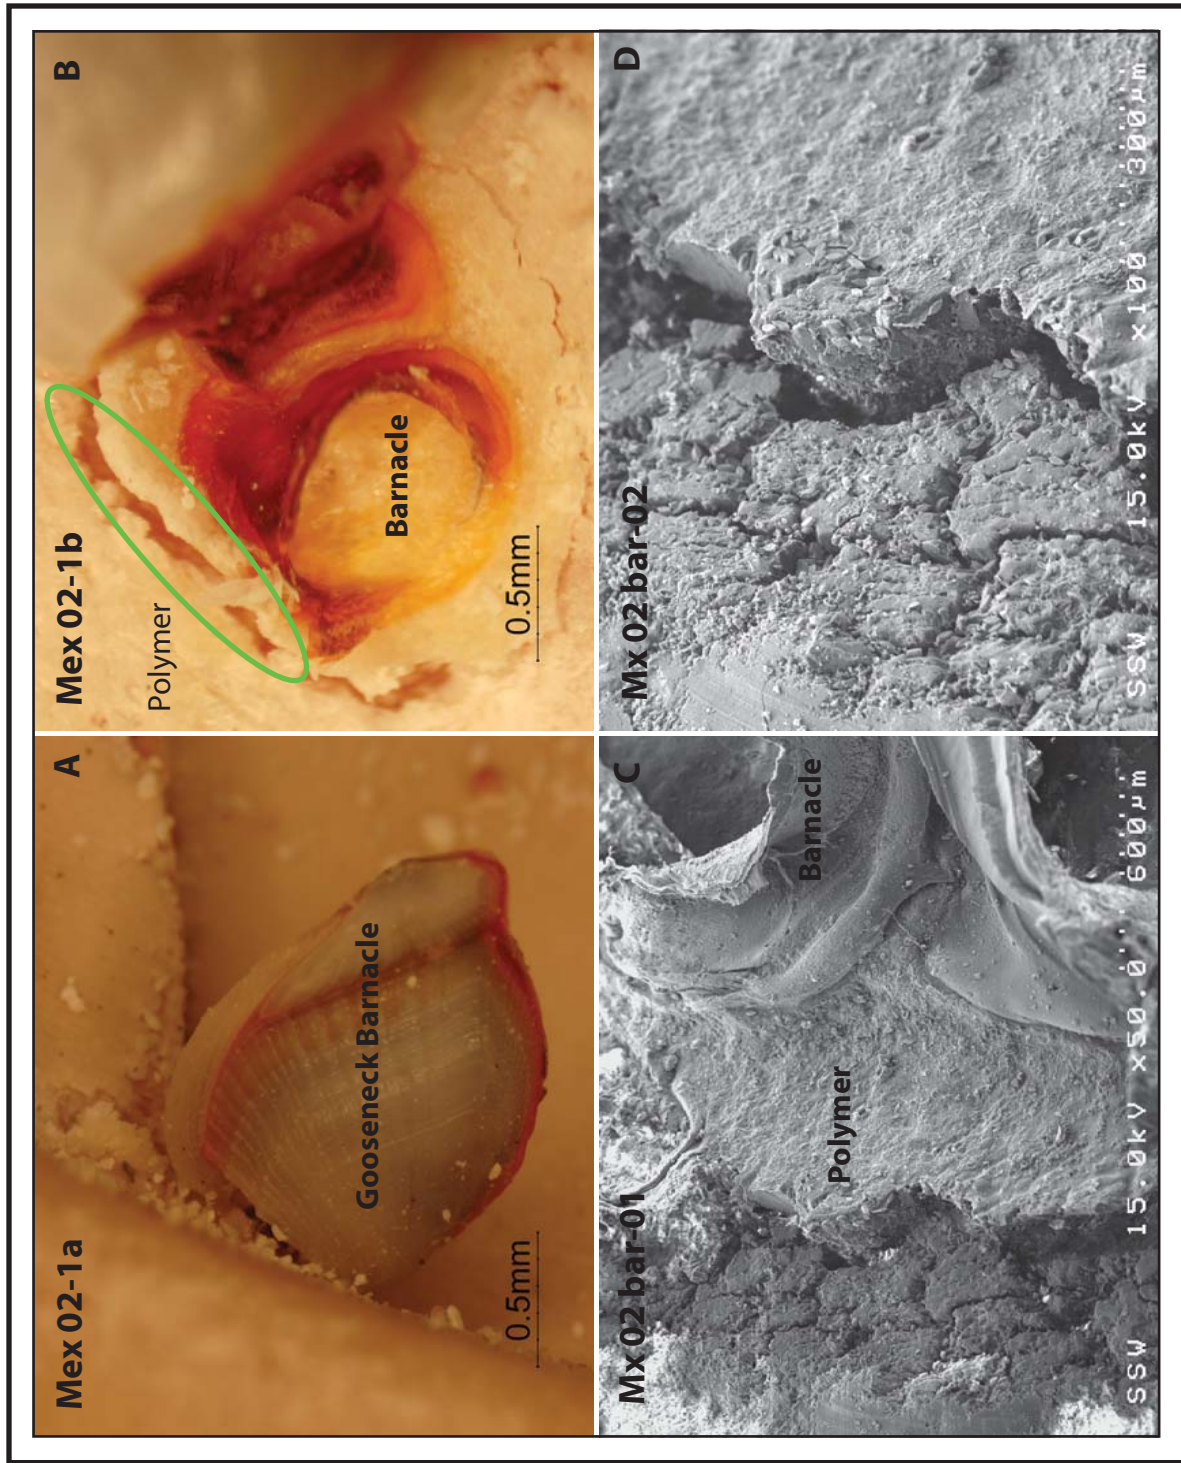 Mex 02-1a
A
Gooseneck Barnacle
0.5mm
Mex 02-1b
B
Polymer
Barnacle
0.5mm
Mx 02 bar-01
C
Polymer
Barnacle
SSW 15.0kV x50.0 600µm
Mx 02 bar-02
D
SSW 15.0kV x100 300µm